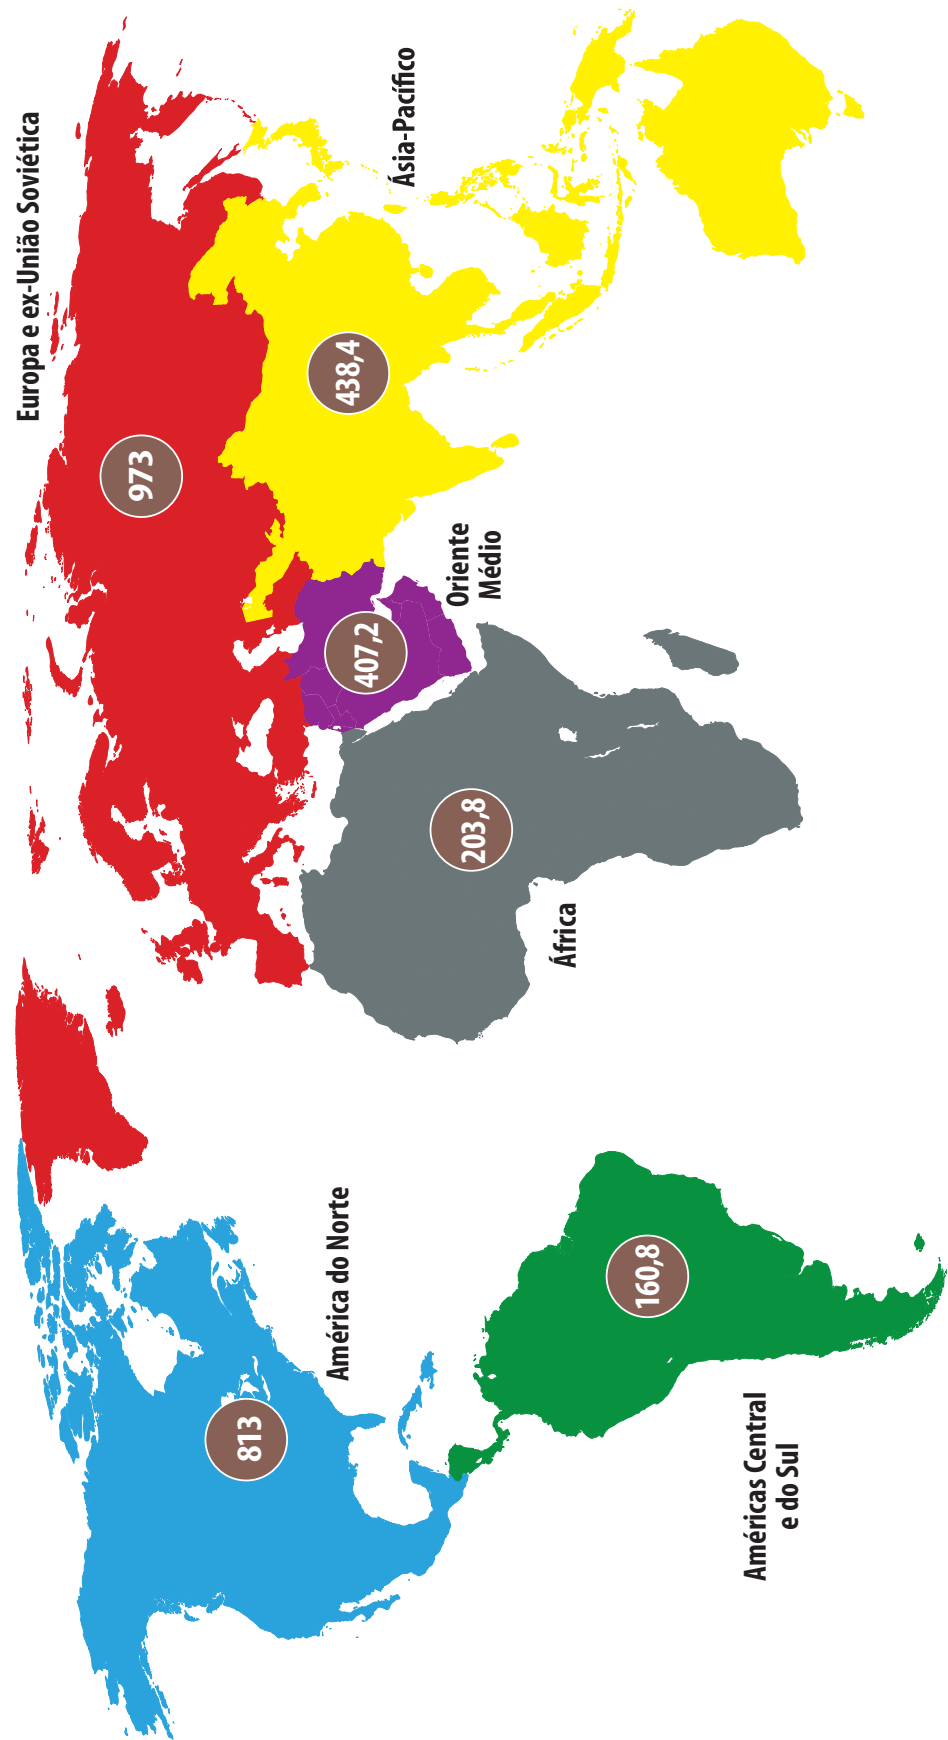 Europa e ex-União Soviética
973
Ásia-Pacífico
438,4
Oriente
Médio
407,2
América do Norte
813
203,8
África
160,8
Américas Central
e do Sul